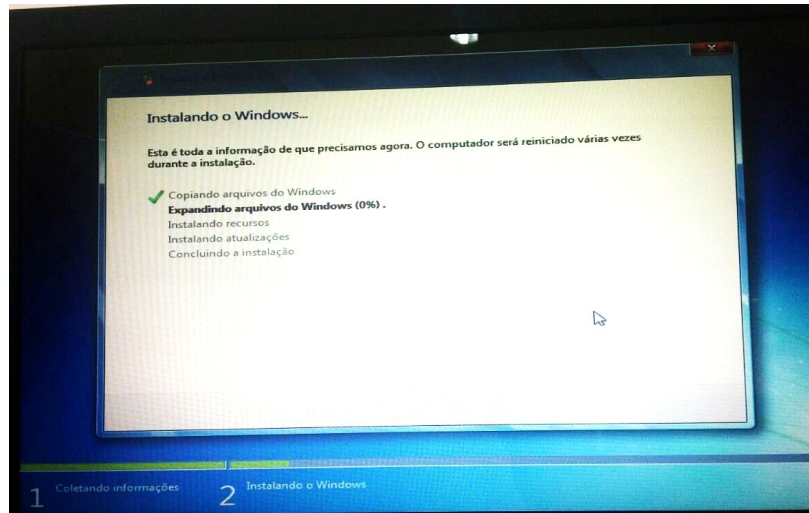 Instalando o Windows...
Esta é toda a informação de que precisamos agora. O computador será reiniciado várias vezes
durante a instalação.
Copiando arquivos do Windows
Expandindo arquivos do Windows (0%) .
Instalando recursos
Instalando atualizações
Concluindo a instalação
1 Coletando informações 2 Instalando o Windows